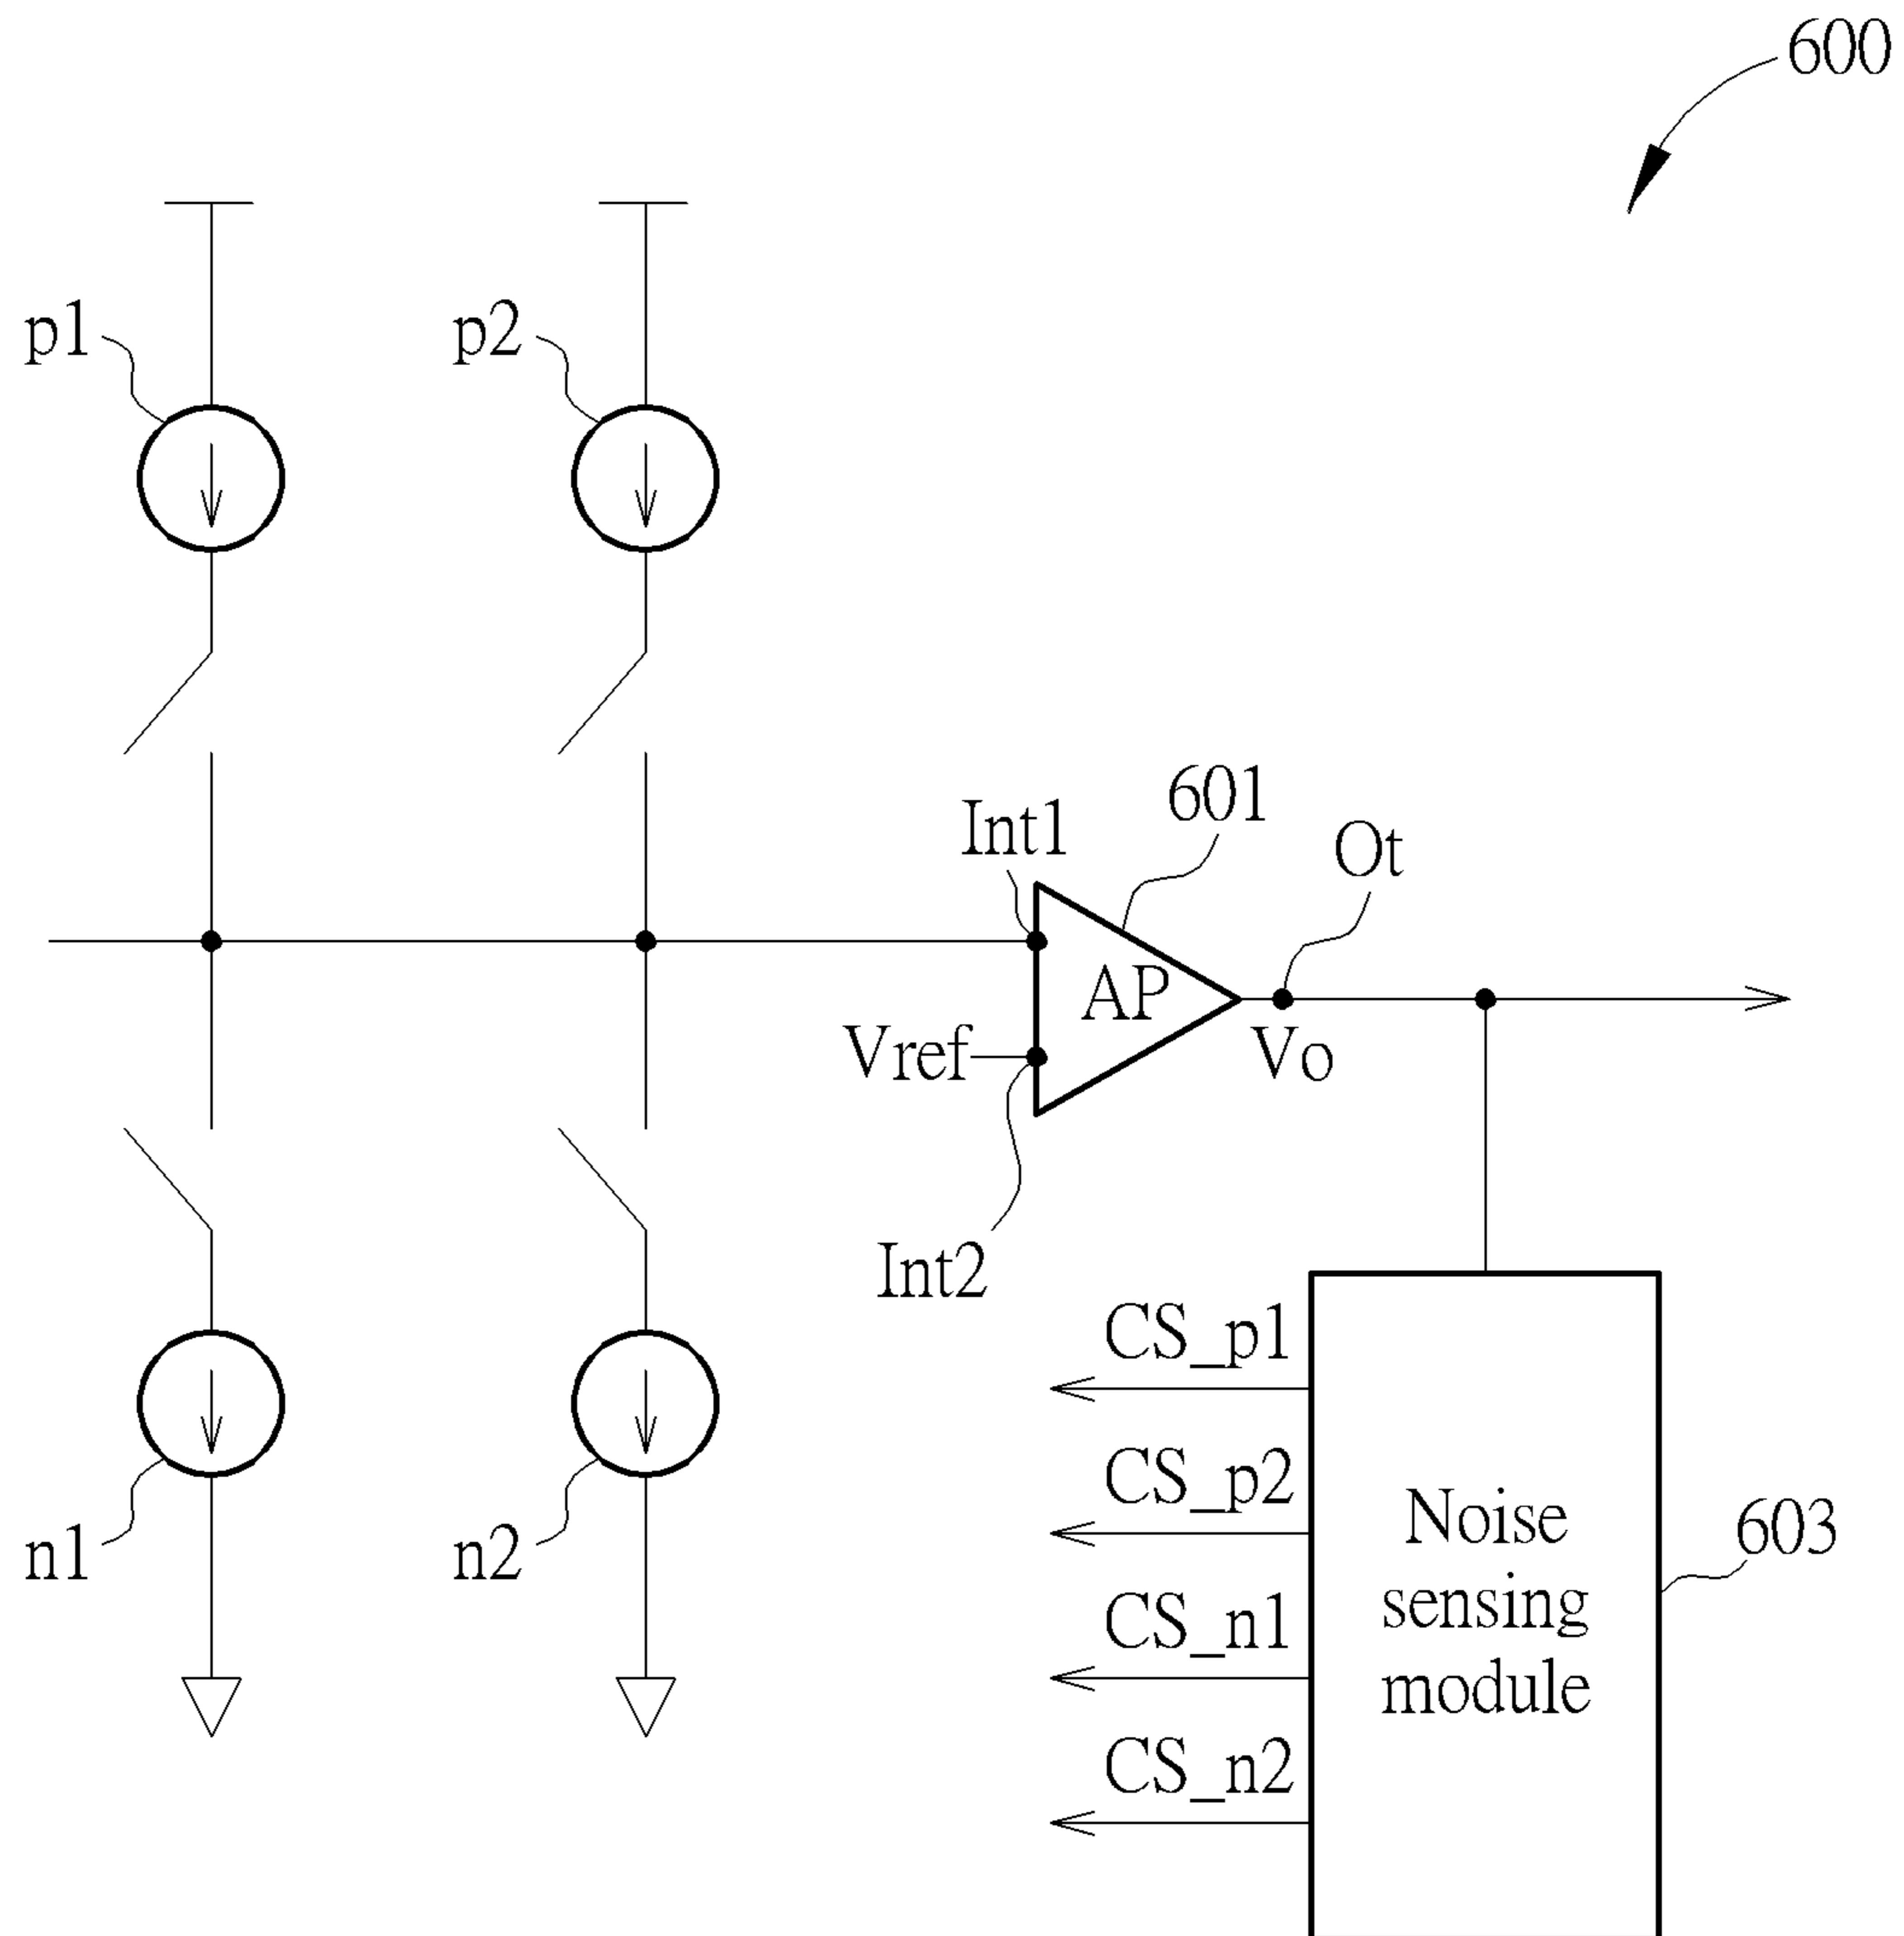 600
p1
p2
Int1
601
Ot
AP
Vref
Vo
Int2
CS_p1
CS_p2
CS_n1
CS_n2
Noise
sensing
module
603
n1
n2